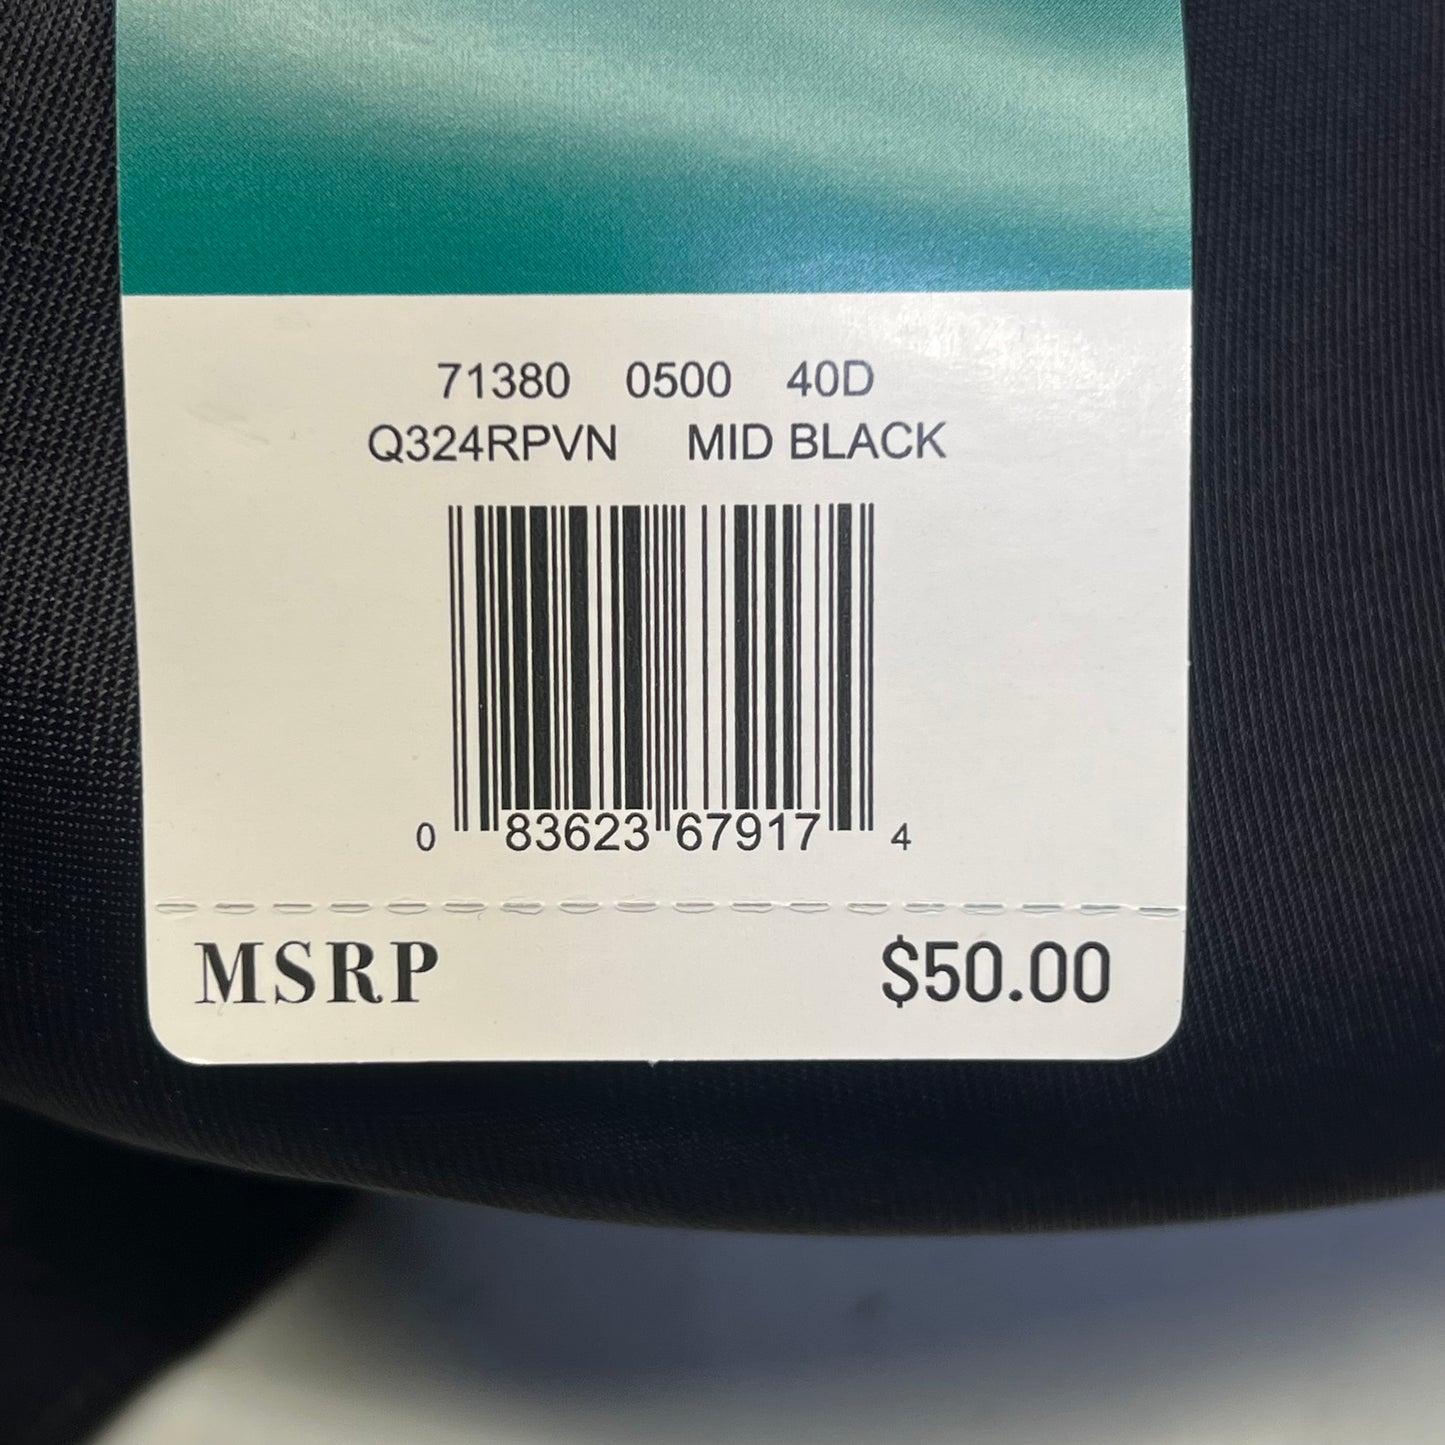 71380 0500 40D
Q324RPVN MID BLACK
0 83623 67917 4
MSRP $50.00